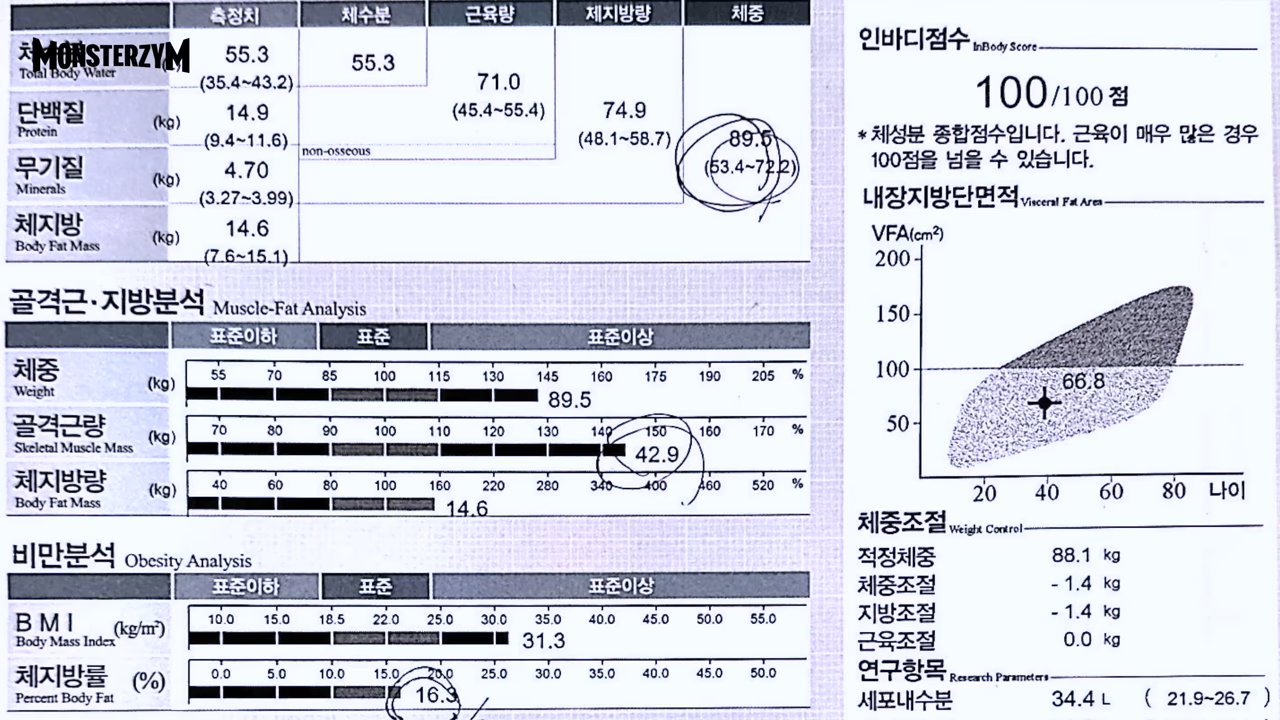 측정치 체수분 근육량 제지방량 체중
MONSTERZYM
Total Body Water
55.3
(35.4~43.2)
55.3
71.0
(45.4~55.4)
74.9
(48.1~58.7)
89.5
(53.4~72.2)
단백질
Protein
(kg)
14.9
(9.4~11.6)
non-osseous
무기질
Minerals
(kg)
4.70
(3.27~3.99)
체지방
Body Fat Mass
(kg)
14.6
(7.6~15.1)
골격근·지방분석 Muscle-Fat Analysis
표준이하 표준 표준이상
체중
Weight
(kg)
55 70 85 100 115 130 145 160 175 190 205 %
89.5
골격근량
Skeletal Muscle Mass
(kg)
70 80 90 100 110 120 130 140 150 160 170 %
42.9
체지방량
Body Fat Mass
(kg)
40 60 80 100 160 220 280 340 400 460 520 %
14.6
비만분석 Obesity Analysis
표준이하 표준 표준이상
BMI
Body Mass Index
(kg/m²)
10.0 15.0 18.5 22.0 25.0 30.0 35.0 40.0 45.0 50.0 55.0
31.3
체지방률
Percent Body Fat
(%)
0.0 5.0 10.0 15.0 20.0 25.0 30.0 35.0 40.0 45.0 50.0
16.3
인바디점수 InBody Score
100/100 점
* 체성분 종합점수입니다. 근육이 매우 많은 경우
100점을 넘을 수 있습니다.
내장지방단면적 Visceral Fat Area
VFA(cm²)
200
150
100
50
66.8
20 40 60 80 나이
체중조절 Weight Control
적정체중 88.1 kg
체중조절 - 1.4 kg
지방조절 - 1.4 kg
근육조절 0.0 kg
연구항목 Research Parameters
세포내수분 34.4 L ( 21.9~26.7 )